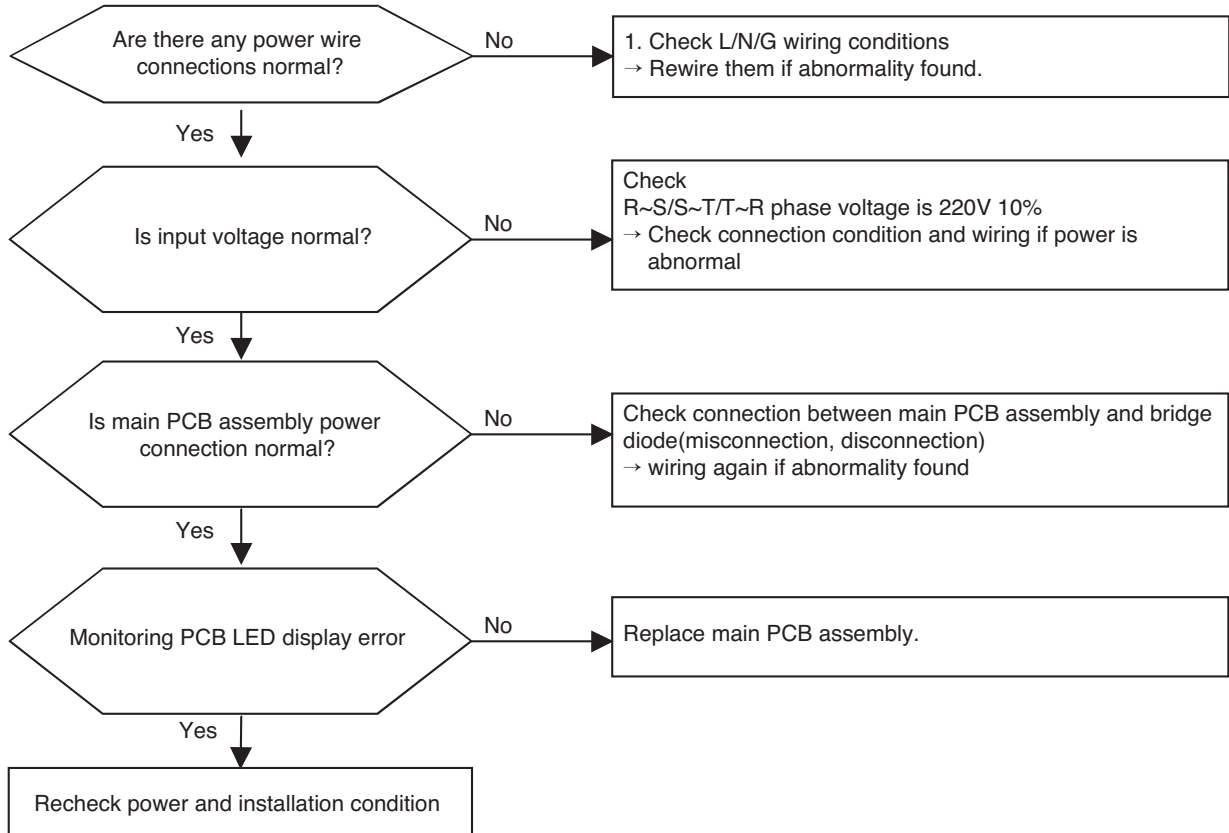 Are there any power wire
connections normal?
No
1. Check L/N/G wiring conditions
→ Rewire them if abnormality found.
Yes
Is input voltage normal?
No
Check
R~S/S~T/T~R phase voltage is 220V 10%
→ Check connection condition and wiring if power is
abnormal
Yes
Is main PCB assembly power
connection normal?
No
Check connection between main PCB assembly and bridge
diode(misconnection, disconnection)
→ wiring again if abnormality found
Yes
Monitoring PCB LED display error
No
Replace main PCB assembly.
Yes
Recheck power and installation condition